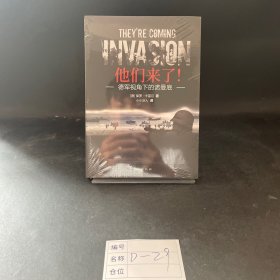 THEY'RE COMING
INVASION
他们来了!
德军视角下的诺曼底
编号
名称 D-29
仓位